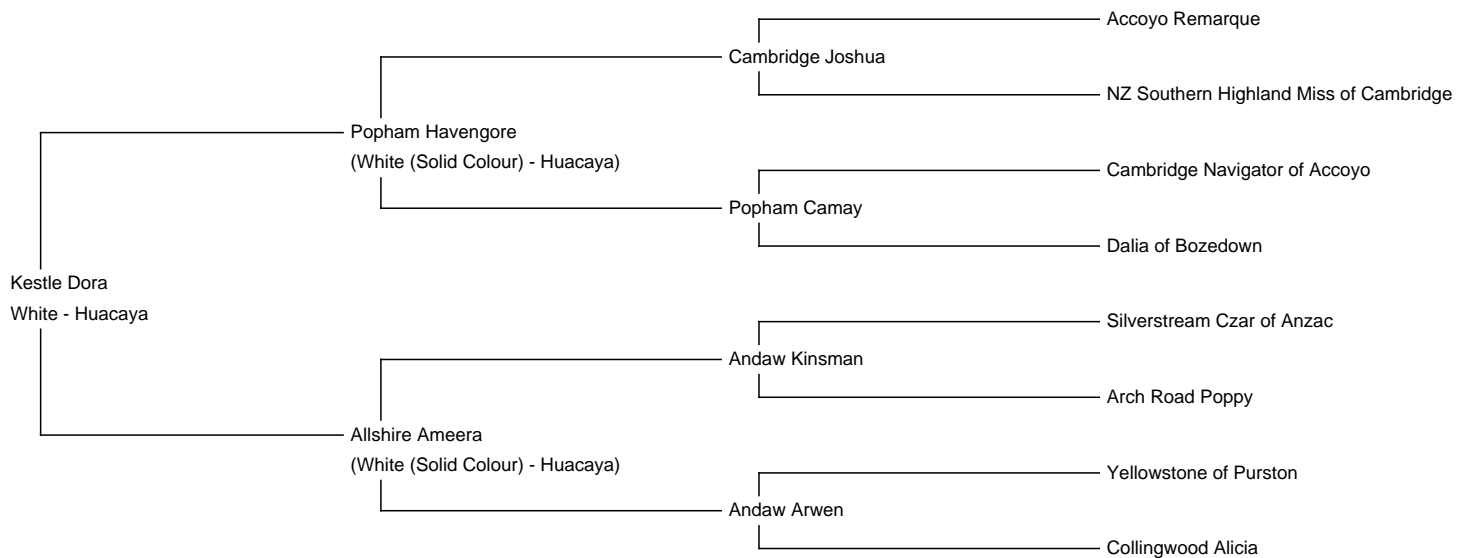 Accoyo Remarque
Cambridge Joshua
NZ Southern Highland Miss of Cambridge
Popham Havengore
(White (Solid Colour) - Huacaya)
Cambridge Navigator of Accoyo
Popham Camay
Dalia of Bozedown
Kestle Dora
White - Huacaya
Silverstream Czar of Anzac
Andaw Kinsman
Arch Road Poppy
Allshire Ameera
(White (Solid Colour) - Huacaya)
Yellowstone of Purston
Andaw Arwen
Collingwood Alicia